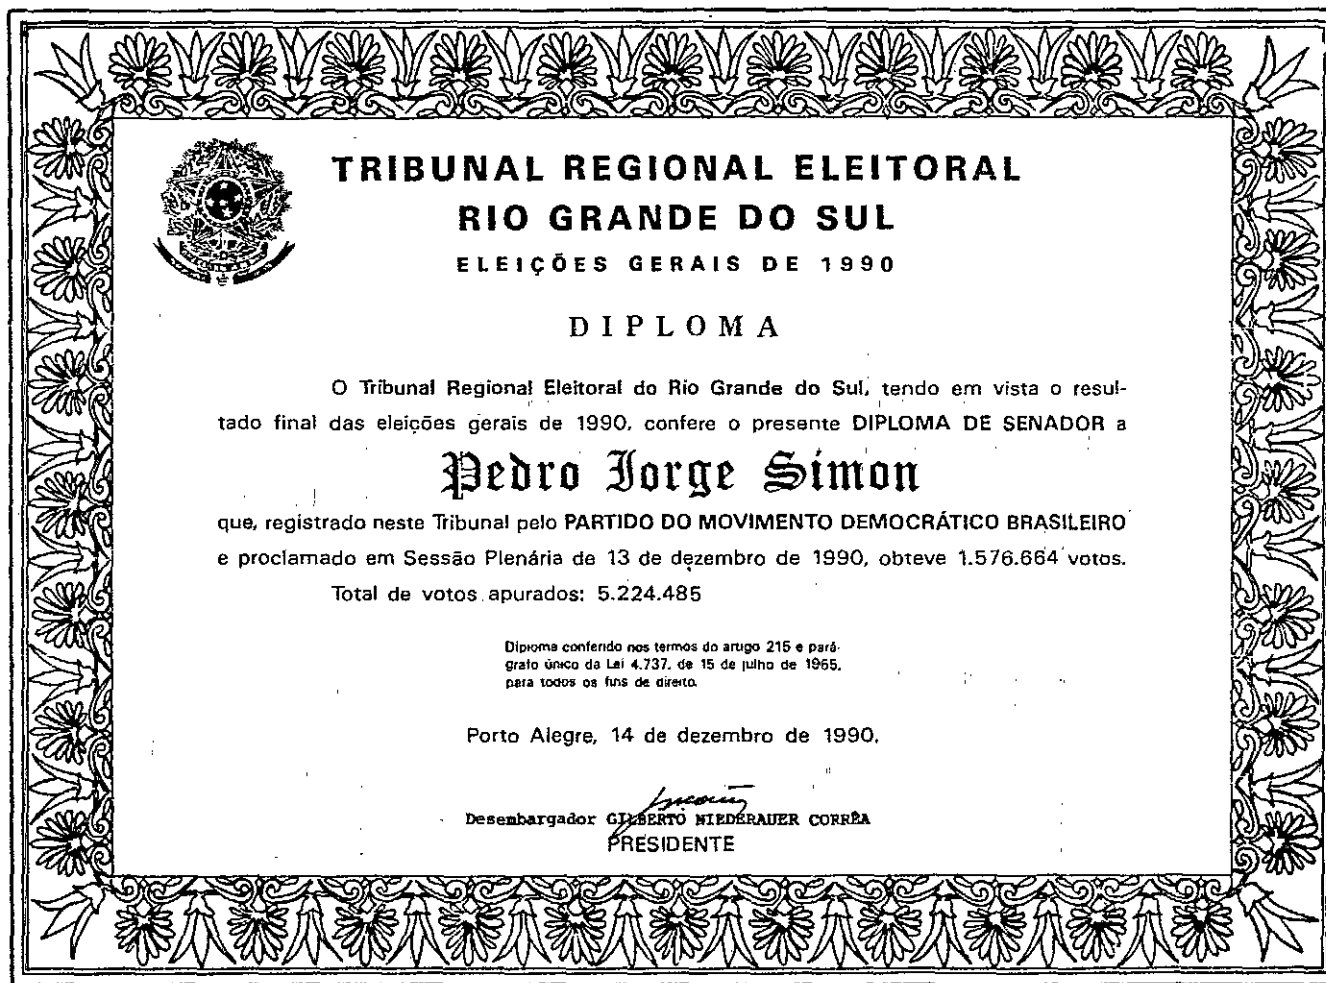 TRIBUNAL REGIONAL ELEITORAL
RIO GRANDE DO SUL
ELEIÇÕES GERAIS DE 1990
DIPLOMA
O Tribunal Regional Eleitoral do Rio Grande do Sul, tendo em vista o resul-
tado final das eleições gerais de 1990, confere o presente DIPLOMA DE SENADOR a
Pedro Jorge Simon
que, registrado neste Tribunal pelo PARTIDO DO MOVIMENTO DEMOCRÁTICO BRASILEIRO
e proclamado em Sessão Plenária de 13 de dezembro de 1990, obteve 1.576.664 votos.
Total de votos apurados: 5.224.485
Diploma conferido nos termos do artigo 215 e pará-
grafo único da Lei 4.737, de 15 de julho de 1965,
para todos os fins de direito.
Porto Alegre, 14 de dezembro de 1990.
Desembargador GILBERTO NIEDERAUER CORRÊA
PRESIDENTE